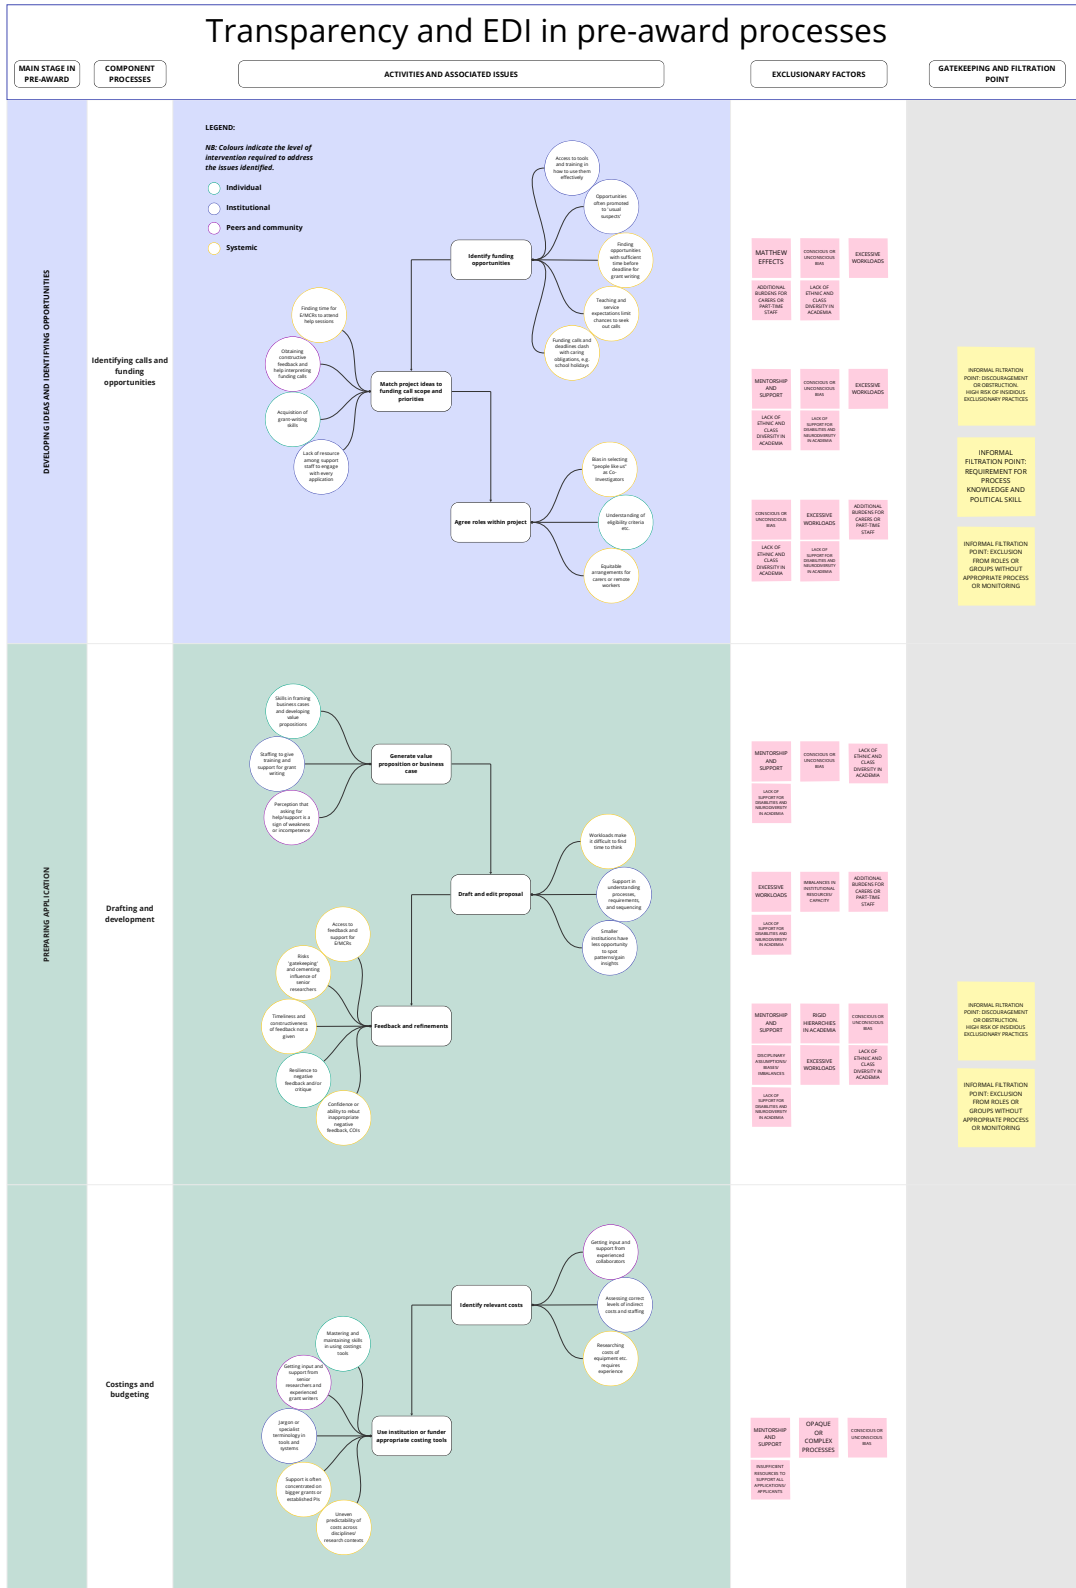 Transparency and EDI in pre-award processes
MAIN STAGE IN
PRE-AWARD
COMPONENT
PROCESSES
ACTIVITIES AND ASSOCIATED ISSUES
EXCLUSIONARY FACTORS
GATEKEEPING AND FILTRATION
POINT
DEVELOPING IDEAS AND IDENTIFYING OPPORTUNITIES
Identifying calls and
funding
opportunities
LEGEND:
NB: Colours indicate the level of
intervention required to address
the issues identified.
Individual
Institutional
Peers and community
Systemic
Identify funding
opportunities
Access to tools
and training in
how to use them
effectively
Opportunities
often promoted
to 'usual
suspects'
Finding
opportunities
with sufficient
time before
deadline for
grant writing
Teaching and
service
expectations limit
chances to seek
out calls
Funding calls and
deadlines clash
with caring
obligations, e.g.
school holidays
MATTHEW
EFFECTS
CONSCIOUS OR
UNCONSCIOUS
BIAS
EXCESSIVE
WORKLOADS
ADDITIONAL
BURDENS FOR
CARERS OR
PART-TIME
STAFF
LACK OF
ETHNIC AND
CLASS
DIVERSITY IN
ACADEMIA
Finding time for
E/MCRs to attend
help sessions
Obtaining
constructive
feedback and
help interpreting
funding calls
Acquisition of
grant-writing
skills
Lack of resource
among support
staff to engage
with every
application
Match project ideas to
funding call scope and
priorities
MENTORSHIP
AND
SUPPORT
CONSCIOUS OR
UNCONSCIOUS
BIAS
EXCESSIVE
WORKLOADS
LACK OF
ETHNIC AND
CLASS
DIVERSITY IN
ACADEMIA
LACK OF
SUPPORT FOR
DISABILITIES AND
NEURODIVERSITY
IN ACADEMIA
INFORMAL FILTRATION
POINT: DISCOURAGEMENT
OR OBSTRUCTION.
HIGH RISK OF INSIDIOUS
EXCLUSIONARY PRACTICES
INFORMAL
FILTRATION POINT:
REQUIREMENT FOR
PROCESS
KNOWLEDGE AND
POLITICAL SKILL
INFORMAL FILTRATION
POINT: EXCLUSION
FROM ROLES OR
GROUPS WITHOUT
APPROPRIATE PROCESS
OR MONITORING
Agree roles within project
Bias in selecting
"people like us"
as Co-
Investigators
Understanding of
eligibility criteria
etc.
Equitable
arrangements for
carers or remote
workers
CONSCIOUS OR
UNCONSCIOUS
BIAS
EXCESSIVE
WORKLOADS
ADDITIONAL
BURDENS FOR
CARERS OR
PART-TIME
STAFF
LACK OF
ETHNIC AND
CLASS
DIVERSITY IN
ACADEMIA
LACK OF
SUPPORT FOR
DISABILITIES AND
NEURODIVERSITY
IN ACADEMIA
PREPARING APPLICATION
Drafting and
development
Skills in framing
business cases
and developing
value
propositions
Staffing to give
training and
support for grant
writing
Perception that
asking for
help/support is a
sign of weakness
or incompetence
Generate value
proposition or business
case
MENTORSHIP
AND
SUPPORT
CONSCIOUS OR
UNCONSCIOUS
BIAS
LACK OF
ETHNIC AND
CLASS
DIVERSITY IN
ACADEMIA
LACK OF
SUPPORT FOR
DISABILITIES AND
NEURODIVERSITY
IN ACADEMIA
Draft and edit proposal
Workloads make
it difficult to find
time to think
Support in
understanding
processes,
requirements,
and sequencing
Smaller
institutions have
less opportunity
to spot
patterns/gain
insights
EXCESSIVE
WORKLOADS
IMBALANCES IN
INSTITUTIONAL
RESOURCES/
CAPACITY
ADDITIONAL
BURDENS FOR
CARERS OR
PART-TIME
STAFF
LACK OF
SUPPORT FOR
DISABILITIES AND
NEURODIVERSITY
IN ACADEMIA
Access to
feedback and
support for
E/MCRs
Risks
'gatekeeping'
and cementing
influence of
senior
researchers
Timeliness and
constructiveness
of feedback not a
given
Resilience to
negative
feedback and/or
critique
Confidence or
ability to rebut
inappropriate
negative
feedback, COIs
Feedback and refinements
MENTORSHIP
AND
SUPPORT
RIGID
HIERARCHIES
IN ACADEMIA
CONSCIOUS OR
UNCONSCIOUS
BIAS
DISCIPLINARY
ASSUMPTIONS/
BIASES/
IMBALANCES
EXCESSIVE
WORKLOADS
LACK OF
ETHNIC AND
CLASS
DIVERSITY IN
ACADEMIA
LACK OF
SUPPORT FOR
DISABILITIES AND
NEURODIVERSITY
IN ACADEMIA
INFORMAL FILTRATION
POINT: DISCOURAGEMENT
OR OBSTRUCTION.
HIGH RISK OF INSIDIOUS
EXCLUSIONARY PRACTICES
INFORMAL FILTRATION
POINT: EXCLUSION
FROM ROLES OR
GROUPS WITHOUT
APPROPRIATE PROCESS
OR MONITORING
Costings and
budgeting
Identify relevant costs
Getting input and
support from
experienced
collaborators
Assessing correct
levels of indirect
costs and staffing
Researching
costs of
equipment etc.
requires
experience
Mastering and
maintaining skills
in using costings
tools
Getting input and
support from
senior
researchers and
experienced
grant writers
Jargon or
specialist
terminology in
tools and
systems
Support is often
concentrated on
bigger grants or
established PIs
Uneven
predictability of
costs across
disciplines/
research contexts
Use institution or funder
appropriate costing tools
MENTORSHIP
AND
SUPPORT
OPAQUE
OR
COMPLEX
PROCESSES
CONSCIOUS OR
UNCONSCIOUS
BIAS
INSUFFICIENT
RESOURCES TO
SUPPORT ALL
APPLICATIONS/
APPLICANTS